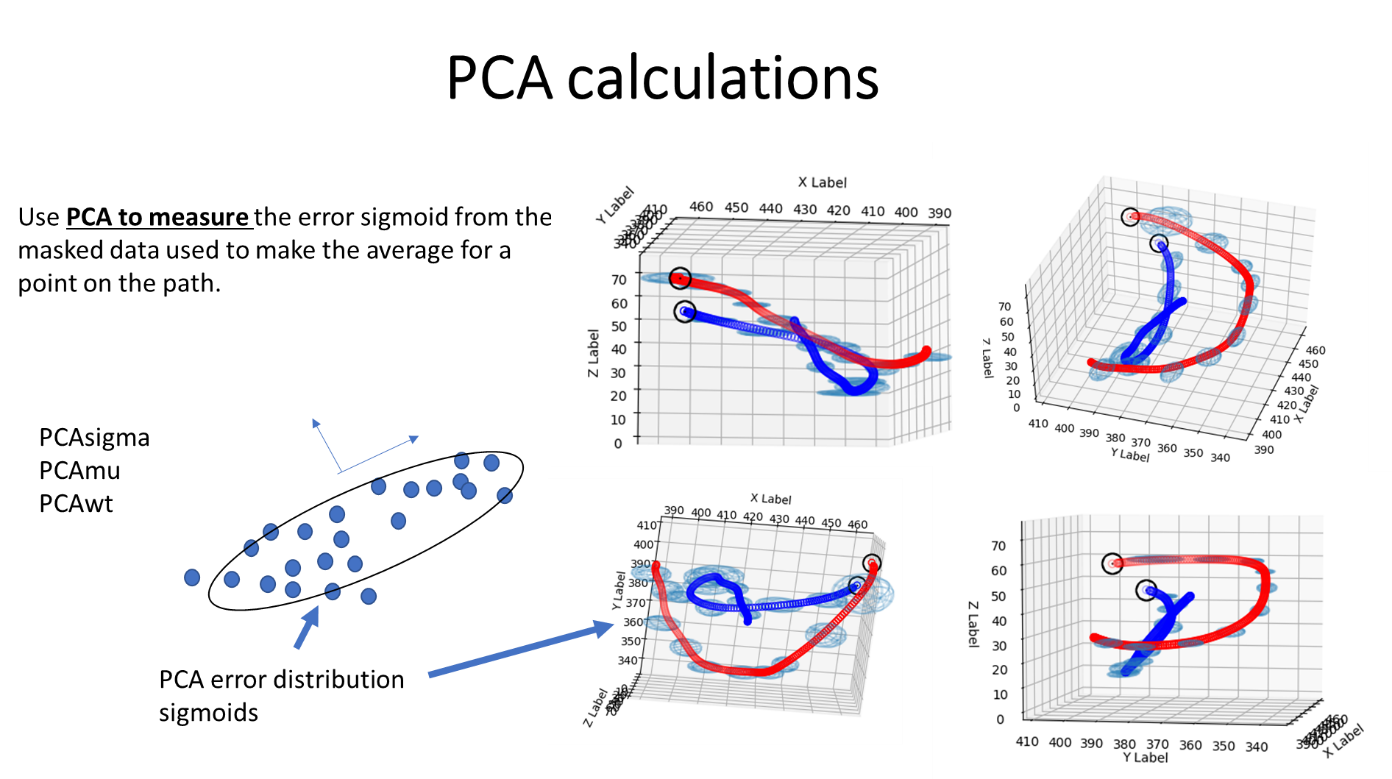 PCA calculations
Use PCA to measure the error sigmoid from the
masked data used to make the average for a
point on the path.
PCAsigma
PCAmu
PCAwt
PCA error distribution
sigmoids
X Label
Y Label
410 460 450 440 430 420 410 400 390
Z Label
70
60
50
40
30
20
10
0
70
60
50
40
30
20
10
0
Z Label
410 400 390 380 370 360 350 340
Y Label
460
450
440
430
420
410
400
390
X Label
X Label
390 400 410 420 430 440 450 460
410
400
390
380
370
360
350
340
Y Label
Z Label
70
60
50
40
30
20
10
0
Z Label
410 400 390 380 370 360 350 340
Y Label
X Label